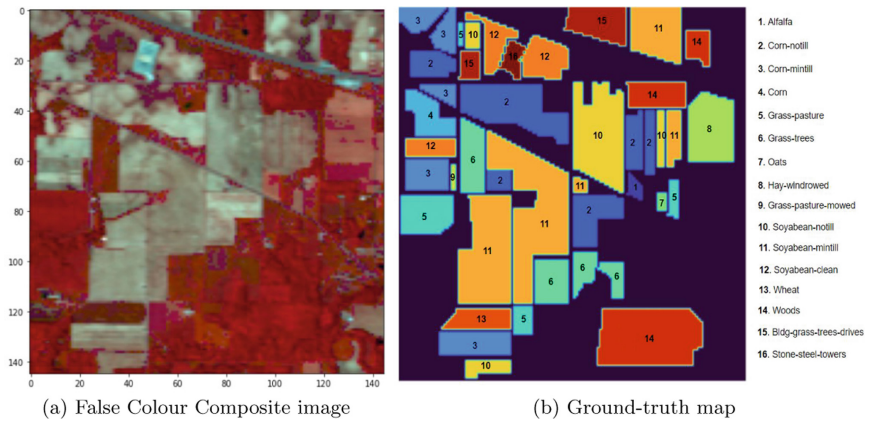 0
20
40
60
80
100
120
140
0 20 40 60 80 100 120 140
3 3 5 10 12 16 12 15 11 14
2 15
3 2 14
4 10 2 2 10 11 8
12 6
3 9 2 11 1
5 11 11 2 7 5
6 6 6
13 5
3 14
10
1. Alfalfa
2. Corn-notill
3. Corn-mintill
4. Corn
5. Grass-pasture
6. Grass-trees
7. Oats
8. Hay-windrowed
9. Grass-pasture-mowed
10. Soyabean-notill
11. Soyabean-mintill
12. Soyabean-clean
13. Wheat
14. Woods
15. Bldg-grass-trees-drives
16. Stone-steel-towers
(a) False Colour Composite image
(b) Ground-truth map